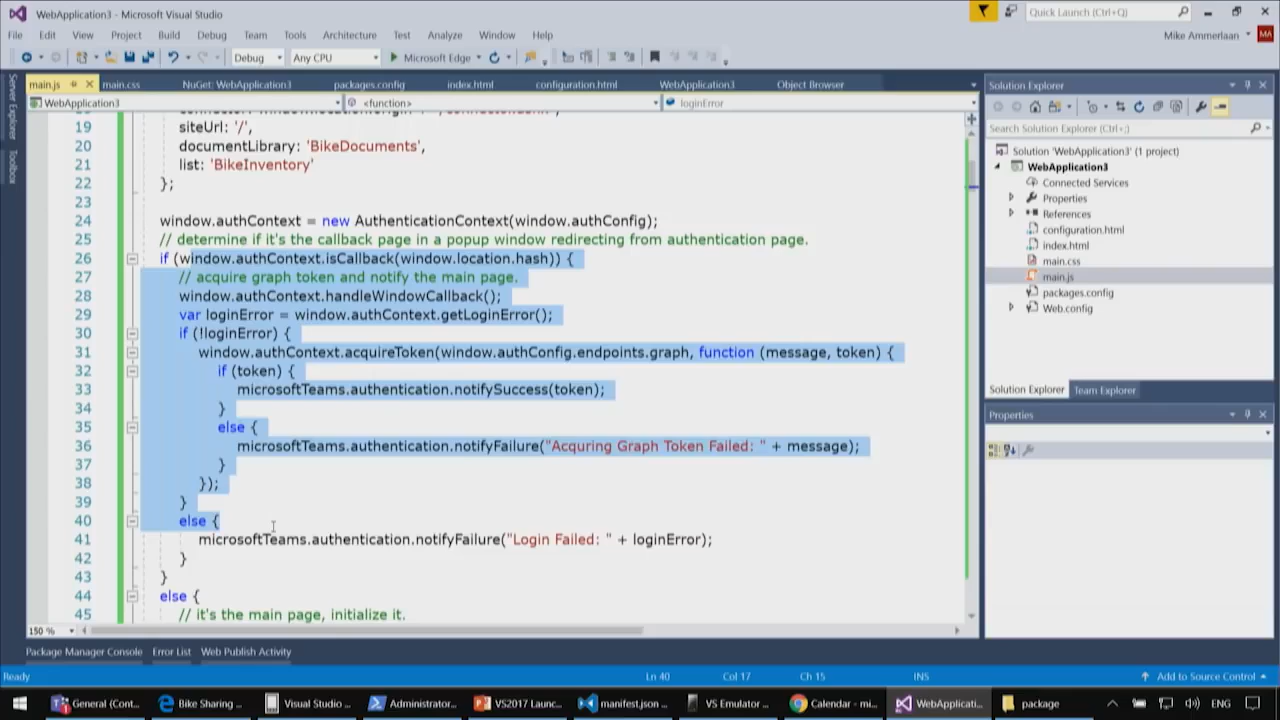 WebApplication3 - Microsoft Visual Studio
Quick Launch (Ctrl+Q)
File Edit View Project Build Debug Team Tools Architecture Test Analyze Window Help
Mike Ammerlaan MA
Debug Any CPU Microsoft Edge
main.js main.css NuGet: WebApplication3 packages.config index.html configuration.html WebApplication3 Object Browser
WebApplication3 <function> loginError
Server Explorer
Toolbox
19 siteUrl: '/',
20 documentLibrary: 'BikeDocuments',
21 list: 'BikeInventory'
22 };
23
24 window.authContext = new AuthenticationContext(window.authConfig);
25 // determine if it's the callback page in a popup window redirecting from authentication page.
26 if (window.authContext.isCallback(window.location.hash)) {
27 // acquire graph token and notify the main page.
28 window.authContext.handleWindowCallback();
29 var loginError = window.authContext.getLoginError();
30 if (!loginError) {
31 window.authContext.acquireToken(window.authConfig.endpoints.graph, function (message, token) {
32 if (token) {
33 microsoftTeams.authentication.notifySuccess(token);
34 }
35 else {
36 microsoftTeams.authentication.notifyFailure("Acquring Graph Token Failed: " + message);
37 }
38 });
39 }
40 else {
41 microsoftTeams.authentication.notifyFailure("Login Failed: " + loginError);
42 }
43 }
44 else {
45 // it's the main page, initialize it.
150 %
Solution Explorer
Search Solution Explorer (Ctrl+;)
Solution 'WebApplication3' (1 project)
WebApplication3
Connected Services
Properties
References
configuration.html
index.html
main.css
main.js
packages.config
Web.config
Solution Explorer Team Explorer
Properties
Package Manager Console Error List Web Publish Activity
Ready Ln 40 Col 17 Ch 15 INS Add to Source Control
General (Cont... Bike Sharing ... Visual Studio ... Administrator... VS2017 Launc... manifest.json ... VS Emulator ... Calendar - mi... WebApplicati... package ENG